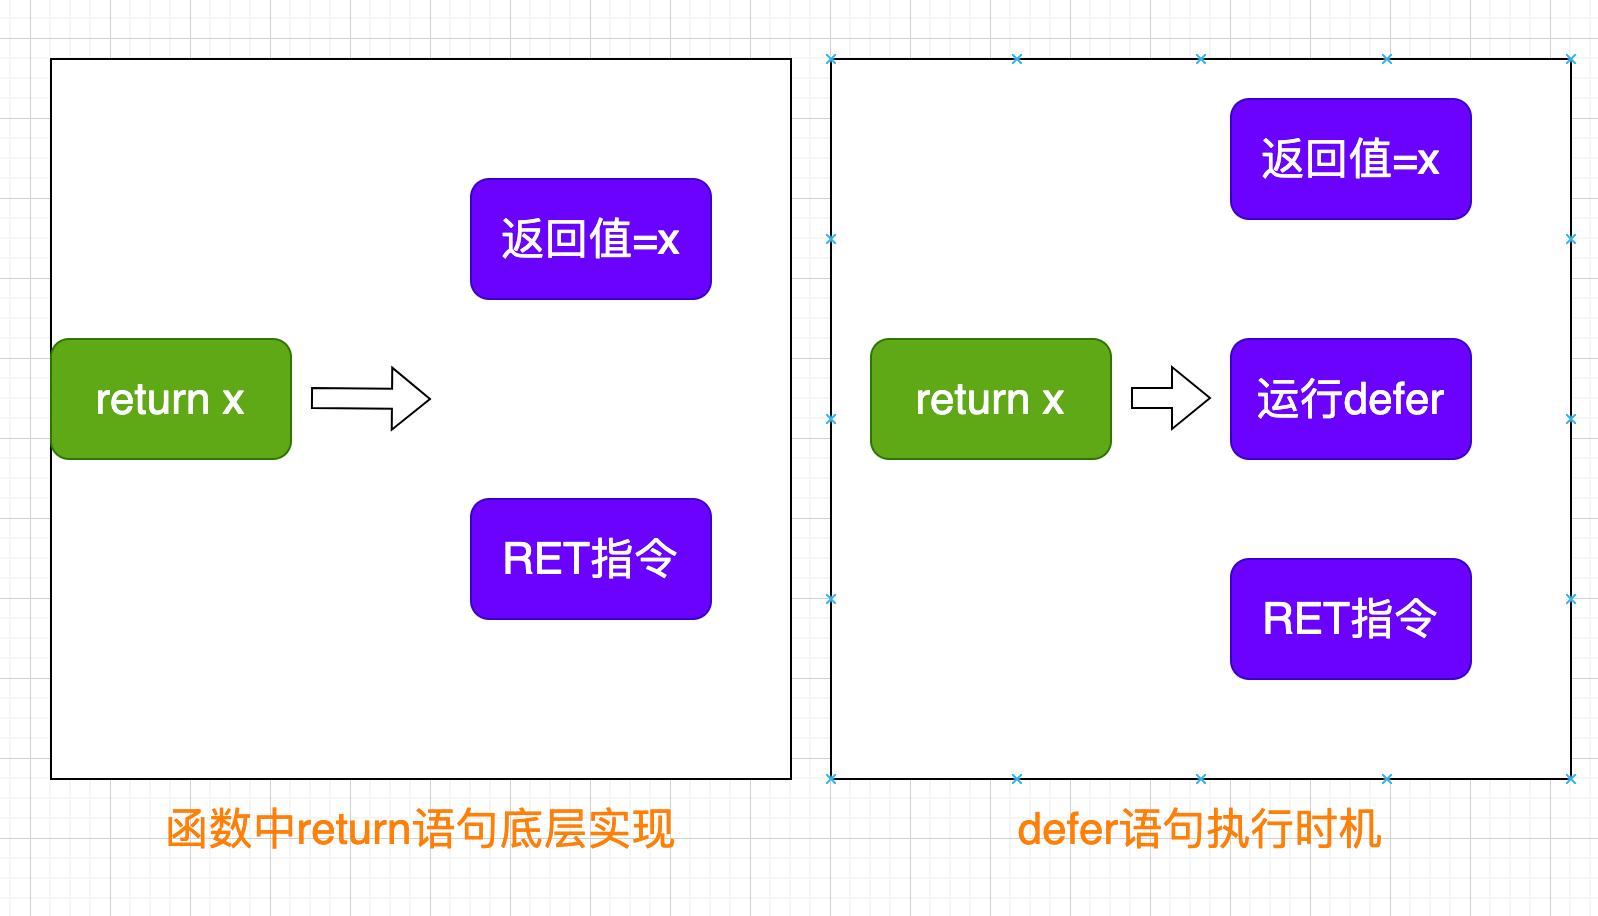 返回值=x
return x
RET指令
函数中return语句底层实现
返回值=x
return x
运行defer
RET指令
defer语句执行时机